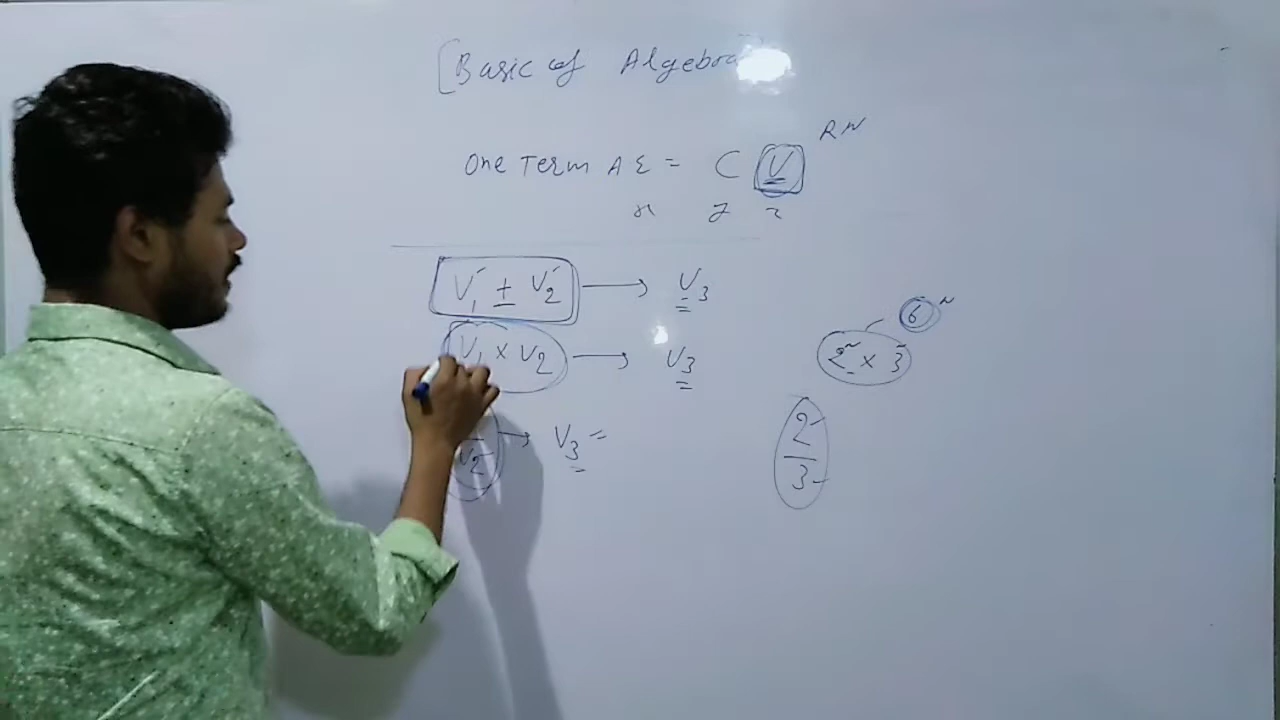 [Basic of Algebra
RN
One Term AE = C V
x y z
V₁ ± V₂ → V₃
6
V₁ x V₂ → V₃
2 x 3
V₂ → V₃ =
2
3